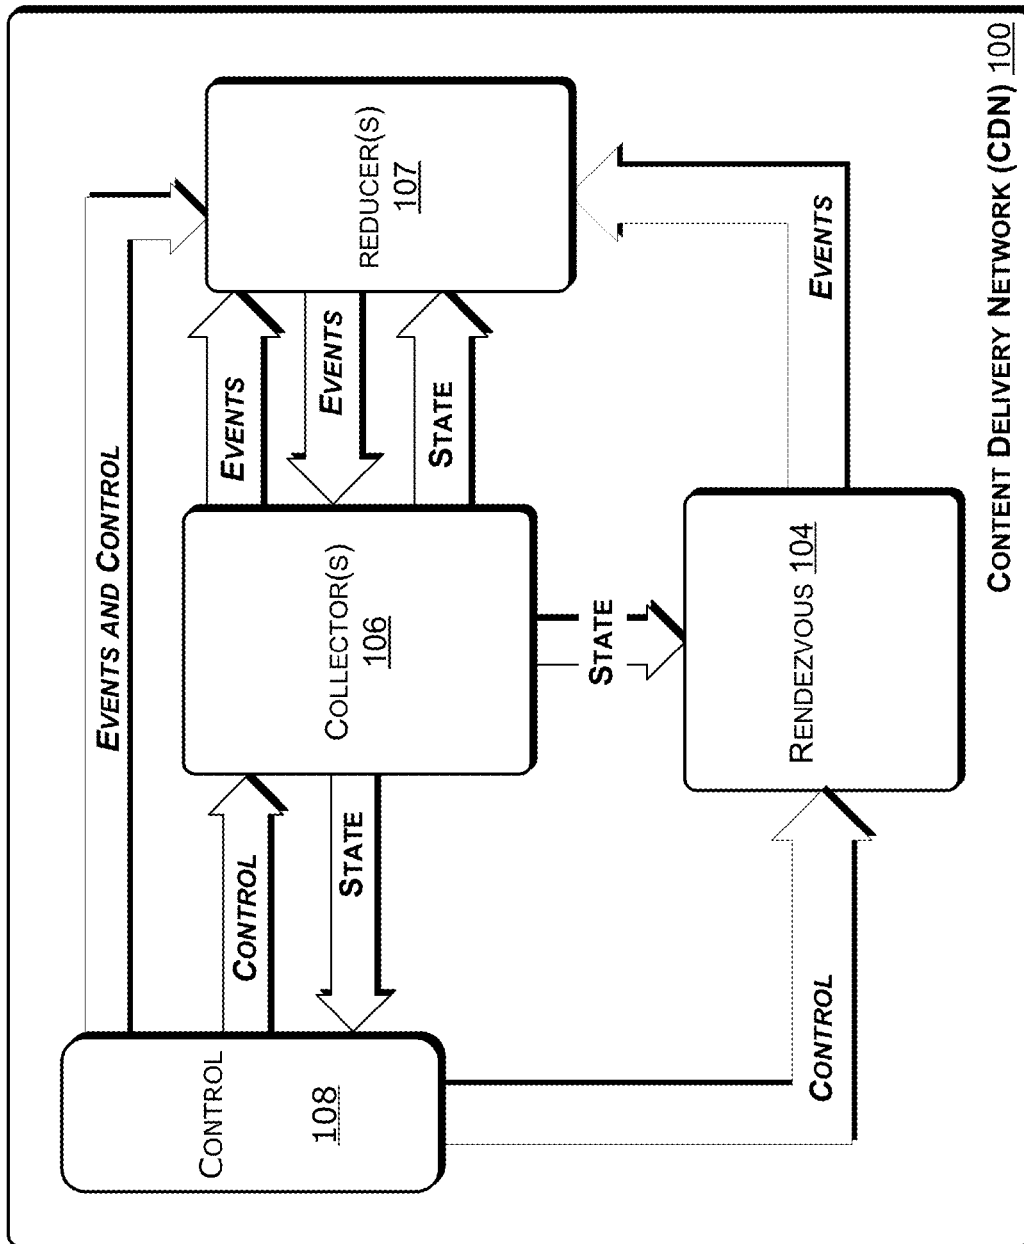 Events and Control
Control
108
Control
State
Collector(s)
106
Events
Events
State
reducer(s)
107
State
Rendezvous 104
Control
Events
Content Delivery Network (CDN) 100